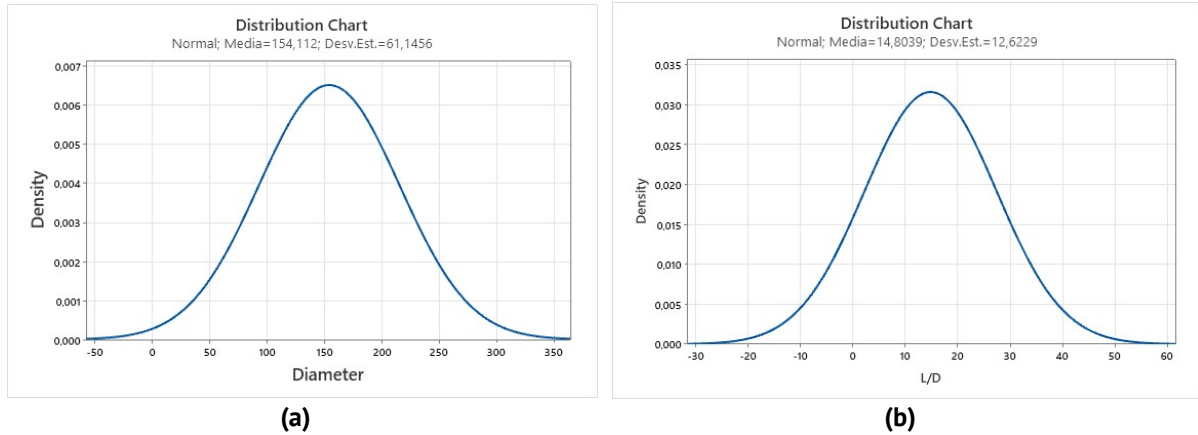 Distribution Chart
Normal; Media=154,112; Desv.Est.=61,1456
0,007
0,006
0,005
0,004
0,003
0,002
0,001
0,000
Density
-50 0 50 100 150 200 250 300 350
Diameter
(a)
Distribution Chart
Normal; Media=14,8039; Desv.Est.=12,6229
0,035
0,030
0,025
0,020
0,015
0,010
0,005
0,000
Density
-30 -20 -10 0 10 20 30 40 50 60
L/D
(b)